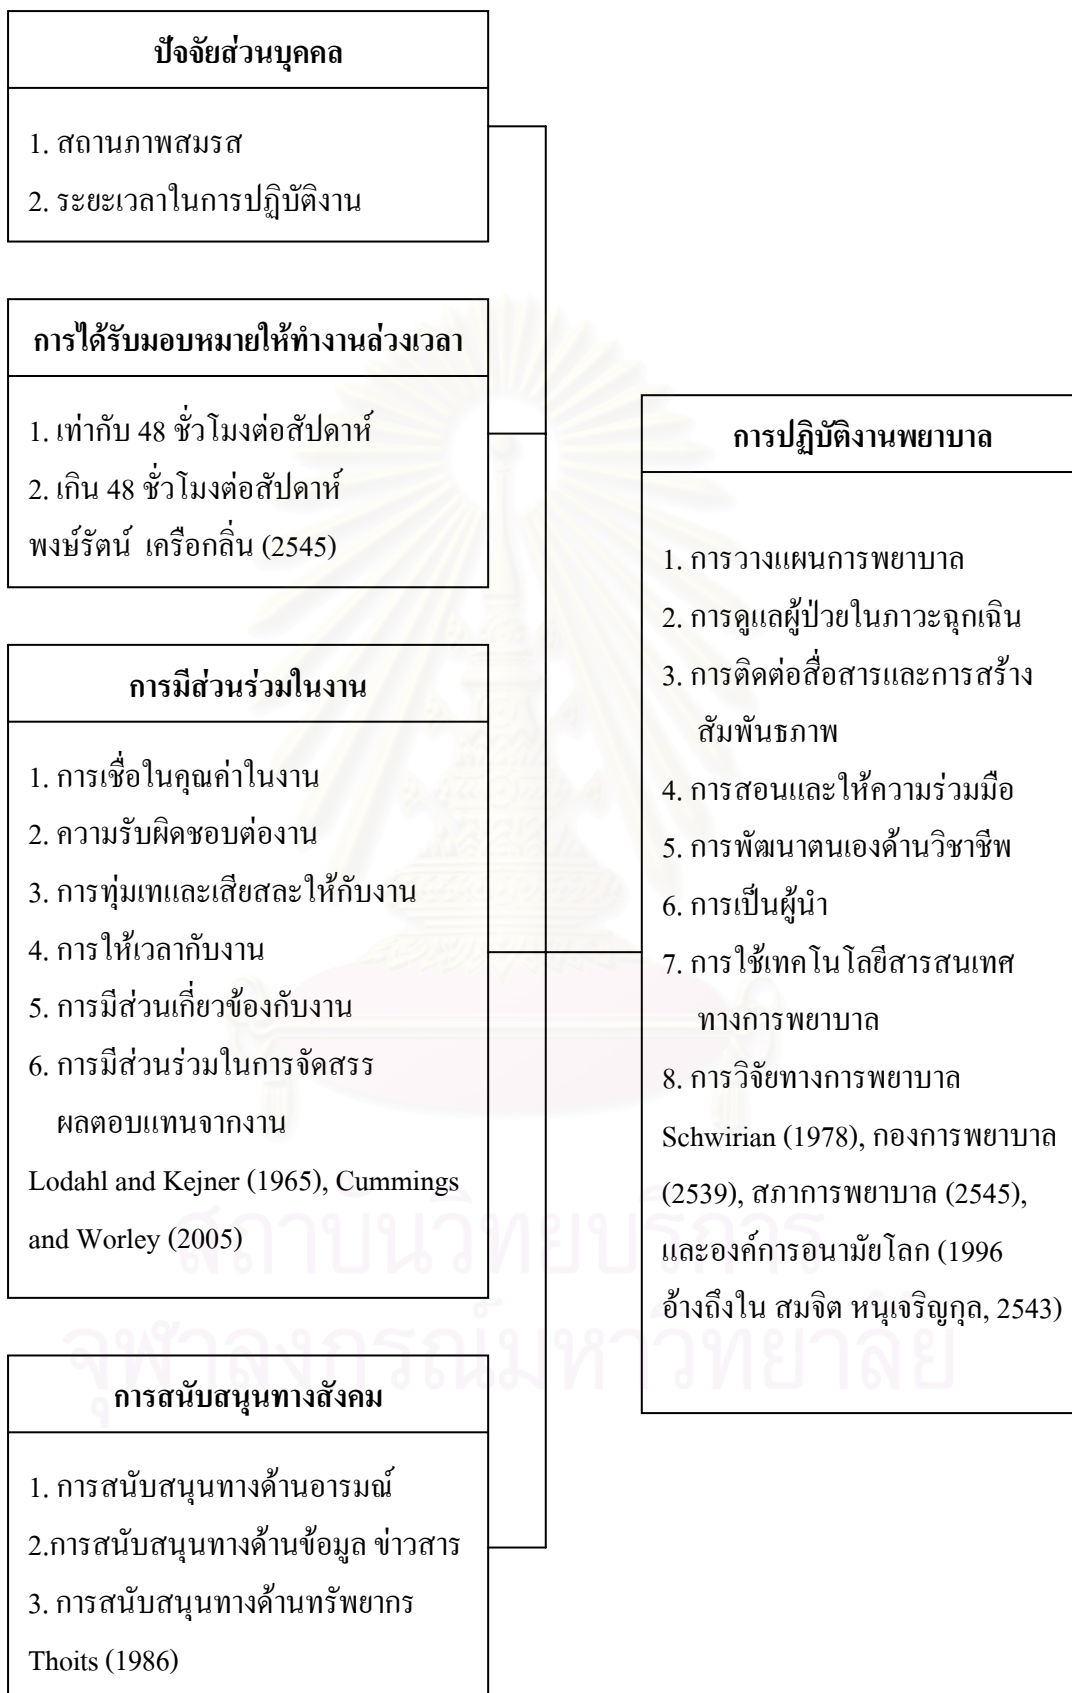 ปัจจัยส่วนบุคคล
1. สถานภาพสมรส
2. ระยะเวลาในการปฏิบัติงาน
การได้รับมอบหมายให้ทำงานล่วงเวลา
1. เท่ากับ 48 ชั่วโมงต่อสัปดาห์
2. เกิน 48 ชั่วโมงต่อสัปดาห์
พงษ์รัตน์ เครือกลิ่น (2545)
การมีส่วนร่วมในงาน
1. การเชื่อในคุณค่าในงาน
2. ความรับผิดชอบต่องาน
3. การทุ่มเทและเสียสละให้กับงาน
4. การให้เวลากับงาน
5. การมีส่วนเกี่ยวข้องกับงาน
6. การมีส่วนร่วมในการจัดสรร
ผลตอบแทนจากงาน
Lodahl and Kejner (1965), Cummings
and Worley (2005)
การสนับสนุนทางสังคม
1. การสนับสนุนทางด้านอารมณ์
2.การสนับสนุนทางด้านข้อมูล ข่าวสาร
3. การสนับสนุนทางด้านทรัพยากร
Thoits (1986)
การปฏิบัติงานพยาบาล
1. การวางแผนการพยาบาล
2. การดูแลผู้ป่วยในภาวะฉุกเฉิน
3. การติดต่อสื่อสารและการสร้าง
สัมพันธภาพ
4. การสอนและให้ความร่วมมือ
5. การพัฒนาตนเองด้านวิชาชีพ
6. การเป็นผู้นำ
7. การใช้เทคโนโลยีสารสนเทศ
ทางการพยาบาล
8. การวิจัยทางการพยาบาล
Schwirian (1978), กองการพยาบาล
(2539), สภาการพยาบาล (2545),
และองค์การอนามัยโลก (1996
อ้างถึงใน สมจิต หนุเจริญกุล, 2543)
สถาบันวิทยบริการ
จุฬาลงกรณ์มหาวิทยาลัย